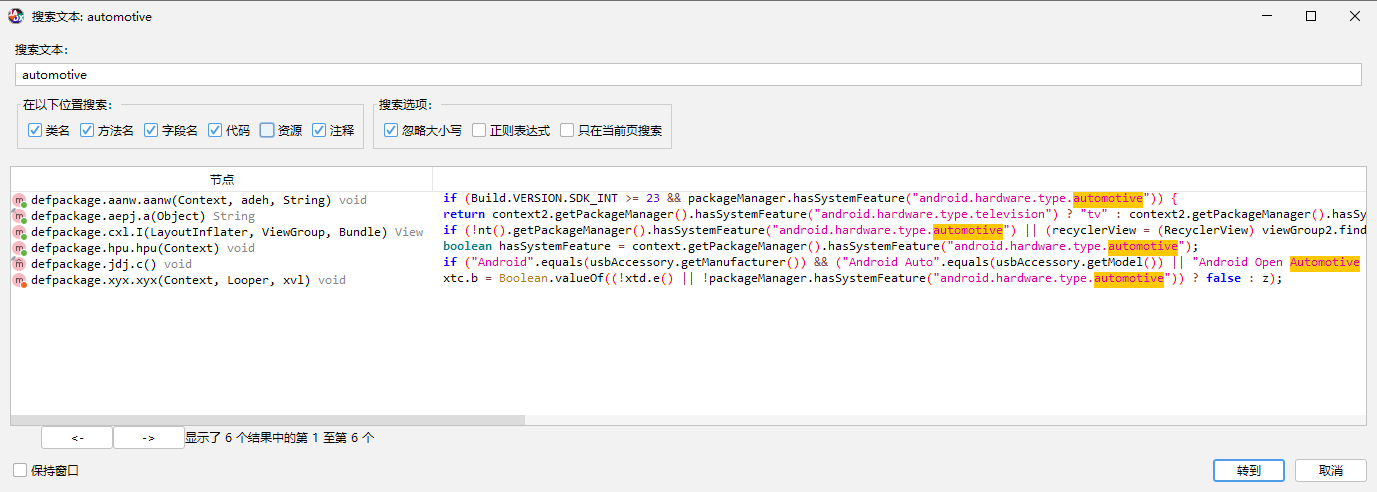 搜索文本: automotive
搜索文本:
automotive
在以下位置搜索:
类名 方法名 字段名 代码 资源 注释
搜索选项:
忽略大小写 正则表达式 只在当前页搜索
节点
defpackage.aanw.aanw(Context, adeh, String) void if (Build.VERSION.SDK_INT >= 23 && packageManager.hasSystemFeature("android.hardware.type.automotive")) {
defpackage.aepj.a(Object) String return context2.getPackageManager().hasSystemFeature("android.hardware.type.television") ? "tv" : context2.getPackageManager().hasSy
defpackage.cxl.I(LayoutInflater, ViewGroup, Bundle) View if (!nt().getPackageManager().hasSystemFeature("android.hardware.type.automotive") || (recyclerView = (RecyclerView) viewGroup2.find
defpackage.hpu.hpu(Context) void boolean hasSystemFeature = context.getPackageManager().hasSystemFeature("android.hardware.type.automotive");
defpackage.jdj.c() void if ("Android".equals(usbAccessory.getManufacturer()) && ("Android Auto".equals(usbAccessory.getModel()) || "Android Open Automotive
defpackage.xyx.xyx(Context, Looper, xvl) void xtc.b = Boolean.valueOf((!xtd.e() || !packageManager.hasSystemFeature("android.hardware.type.automotive")) ? false : z);
<- -> 显示了 6 个结果中的第 1 至第 6 个
保持窗口 转到 取消